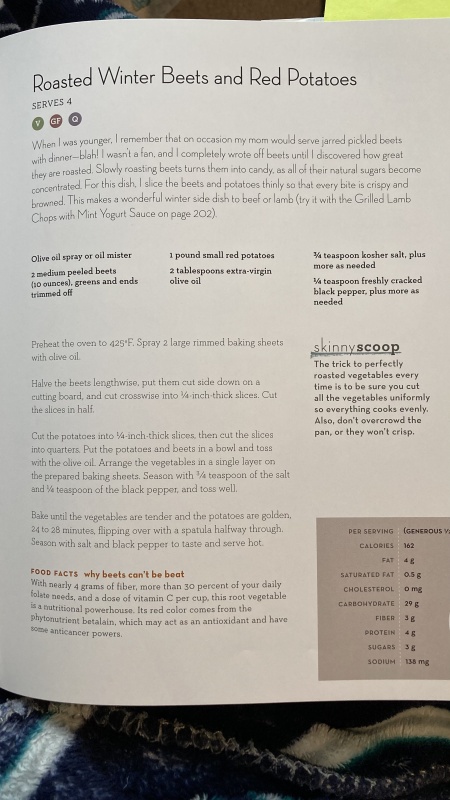 Roasted Winter Beets and Red Potatoes
SERVES 4
V GF Q
When I was younger, I remember that on occasion my mom would serve jarred pickled beets
with dinner—blah! I wasn't a fan, and I completely wrote off beets until I discovered how great
they are roasted. Slowly roasting beets turns them into candy, as all of their natural sugars become
concentrated. For this dish, I slice the beets and potatoes thinly so that every bite is crispy and
browned. This makes a wonderful winter side dish to beef or lamb (try it with the Grilled Lamb
Chops with Mint Yogurt Sauce on page 202).
Olive oil spray or oil mister
2 medium peeled beets
(10 ounces), greens and ends
trimmed off
1 pound small red potatoes
2 tablespoons extra-virgin
olive oil
¾ teaspoon kosher salt, plus
more as needed
¼ teaspoon freshly cracked
black pepper, plus more as
needed
Preheat the oven to 425°F. Spray 2 large rimmed baking sheets
with olive oil.
Halve the beets lengthwise, put them cut side down on a
cutting board, and cut crosswise into ¼-inch-thick slices. Cut
the slices in half.
Cut the potatoes into ¼-inch-thick slices, then cut the slices
into quarters. Put the potatoes and beets in a bowl and toss
with the olive oil. Arrange the vegetables in a single layer on
the prepared baking sheets. Season with ¾ teaspoon of the salt
and ¼ teaspoon of the black pepper, and toss well.
Bake until the vegetables are tender and the potatoes are golden,
24 to 28 minutes, flipping over with a spatula halfway through.
Season with salt and black pepper to taste and serve hot.
FOOD FACTS why beets can't be beat
With nearly 4 grams of fiber, more than 30 percent of your daily
folate needs, and a dose of vitamin C per cup, this root vegetable
is a nutritional powerhouse. Its red color comes from the
phytonutrient betalain, which may act as an antioxidant and have
some anticancer powers.
skinnyscoop
The trick to perfectly
roasted vegetables every
time is to be sure you cut
all the vegetables uniformly
so everything cooks evenly.
Also, don't overcrowd the
pan, or they won't crisp.
PER SERVING (GENEROUS
CALORIES 162
FAT 4 g
SATURATED FAT 0.5 g
CHOLESTEROL 0 mg
CARBOHYDRATE 29 g
FIBER 3 g
PROTEIN 4 g
SUGARS 3 g
SODIUM 138 mg